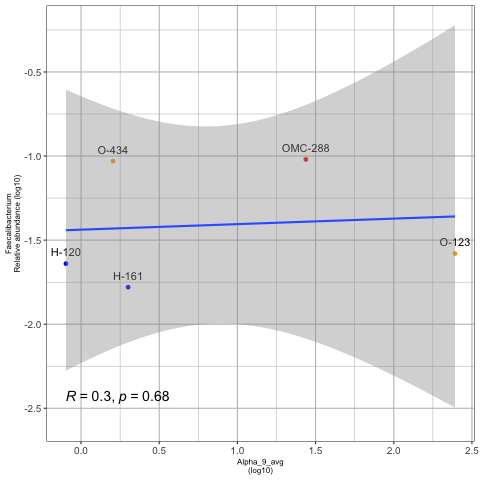 -0.5
-1.0
-1.5
-2.0
-2.5
Faecalibacterium
Relative abundance (log10)
O-434
OMC-288
O-123
H-120
H-161
R = 0.3, p = 0.68
0.0 0.5 1.0 1.5 2.0 2.5
Alpha_9_avg
(log10)